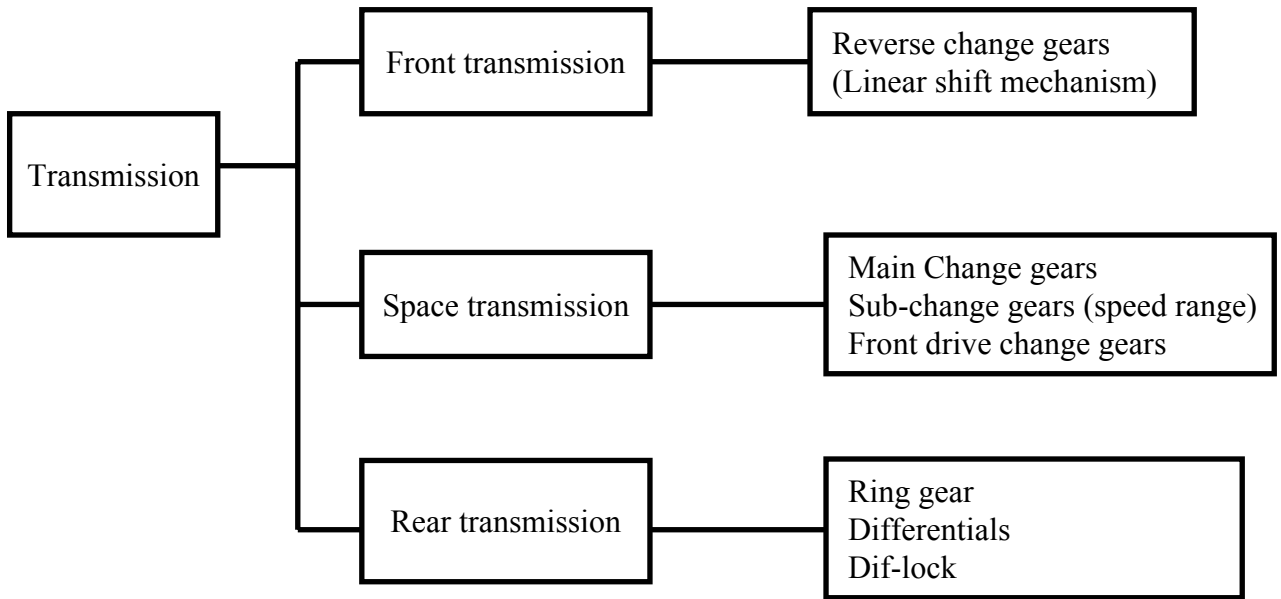 Transmission
Front transmission
Reverse change gears
(Linear shift mechanism)
Space transmission
Main Change gears
Sub-change gears (speed range)
Front drive change gears
Rear transmission
Ring gear
Differentials
Dif-lock